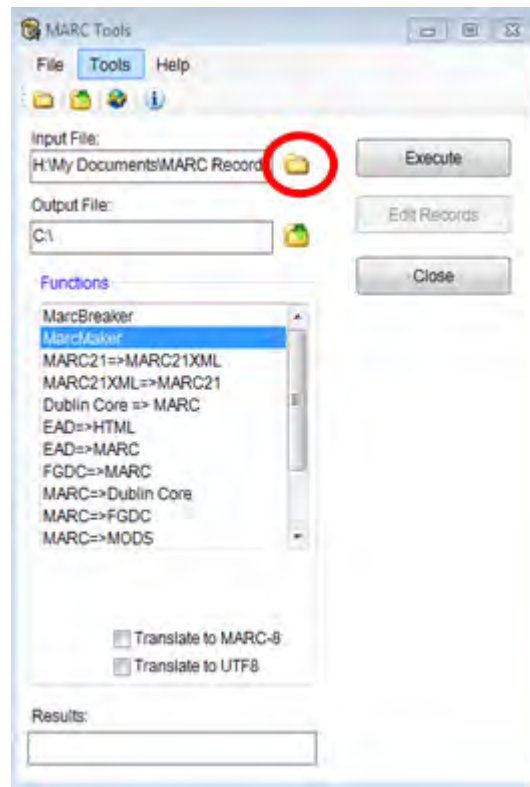 MARC Tools
File Tools Help
Input File:
H:\My Documents\MARC Record
Execute
Output File:
Edit Records
C:\
Close
Functions
MarcBreaker
MarcMaker
MARC21=>MARC21XML
MARC21XML=>MARC21
Dublin Core => MARC
EAD=>HTML
EAD=>MARC
FGDC=>MARC
MARC=>Dublin Core
MARC=>FGDC
MARC=>MODS
Translate to MARC-8
Translate to UTF8
Results: